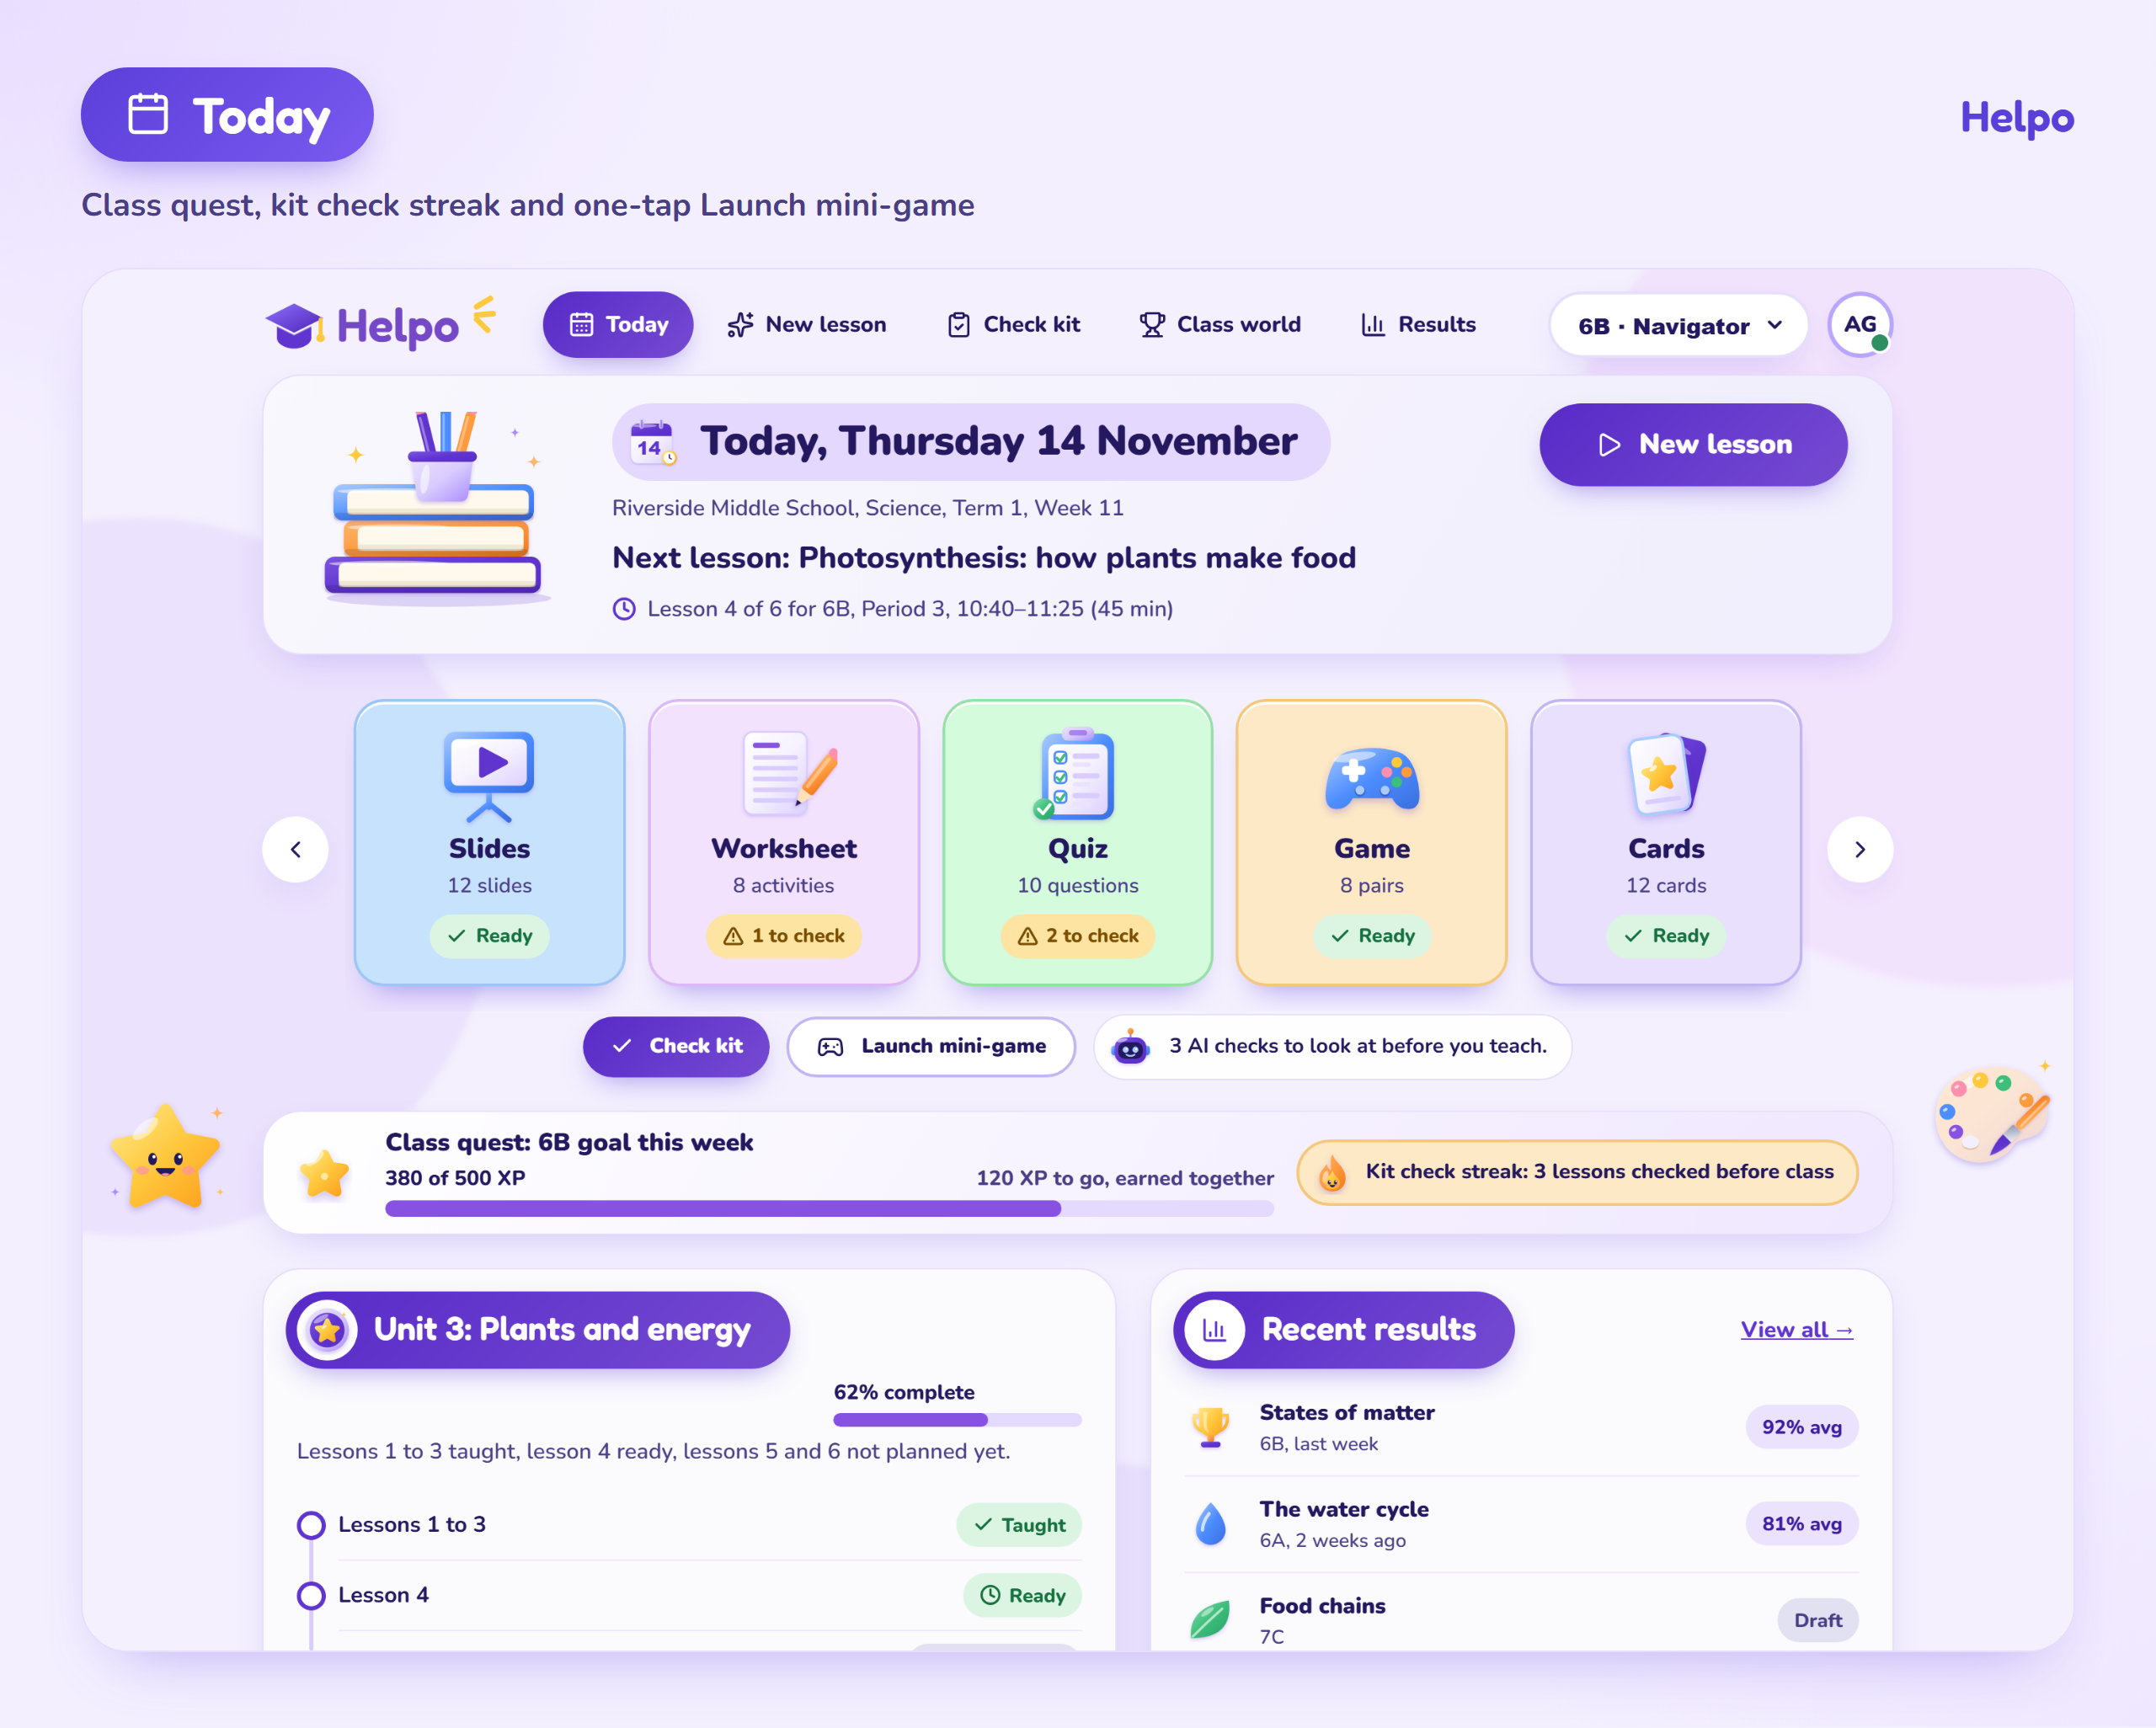 Today
Helpo
Class quest, kit check streak and one-tap Launch mini-game
Helpo
Today
New lesson
Check kit
Class world
Results
6B · Navigator
AG
14
Today, Thursday 14 November
New lesson
Riverside Middle School, Science, Term 1, Week 11
Next lesson: Photosynthesis: how plants make food
Lesson 4 of 6 for 6B, Period 3, 10:40–11:25 (45 min)
Slides
12 slides
Ready
Worksheet
8 activities
1 to check
Quiz
10 questions
2 to check
Game
8 pairs
Ready
Cards
12 cards
Ready
Check kit
Launch mini-game
3 AI checks to look at before you teach.
Class quest: 6B goal this week
380 of 500 XP
120 XP to go, earned together
Kit check streak: 3 lessons checked before class
Unit 3: Plants and energy
62% complete
Lessons 1 to 3 taught, lesson 4 ready, lessons 5 and 6 not planned yet.
Lessons 1 to 3
Taught
Lesson 4
Ready
Recent results
View all →
States of matter
6B, last week
92% avg
The water cycle
6A, 2 weeks ago
81% avg
Food chains
7C
Draft